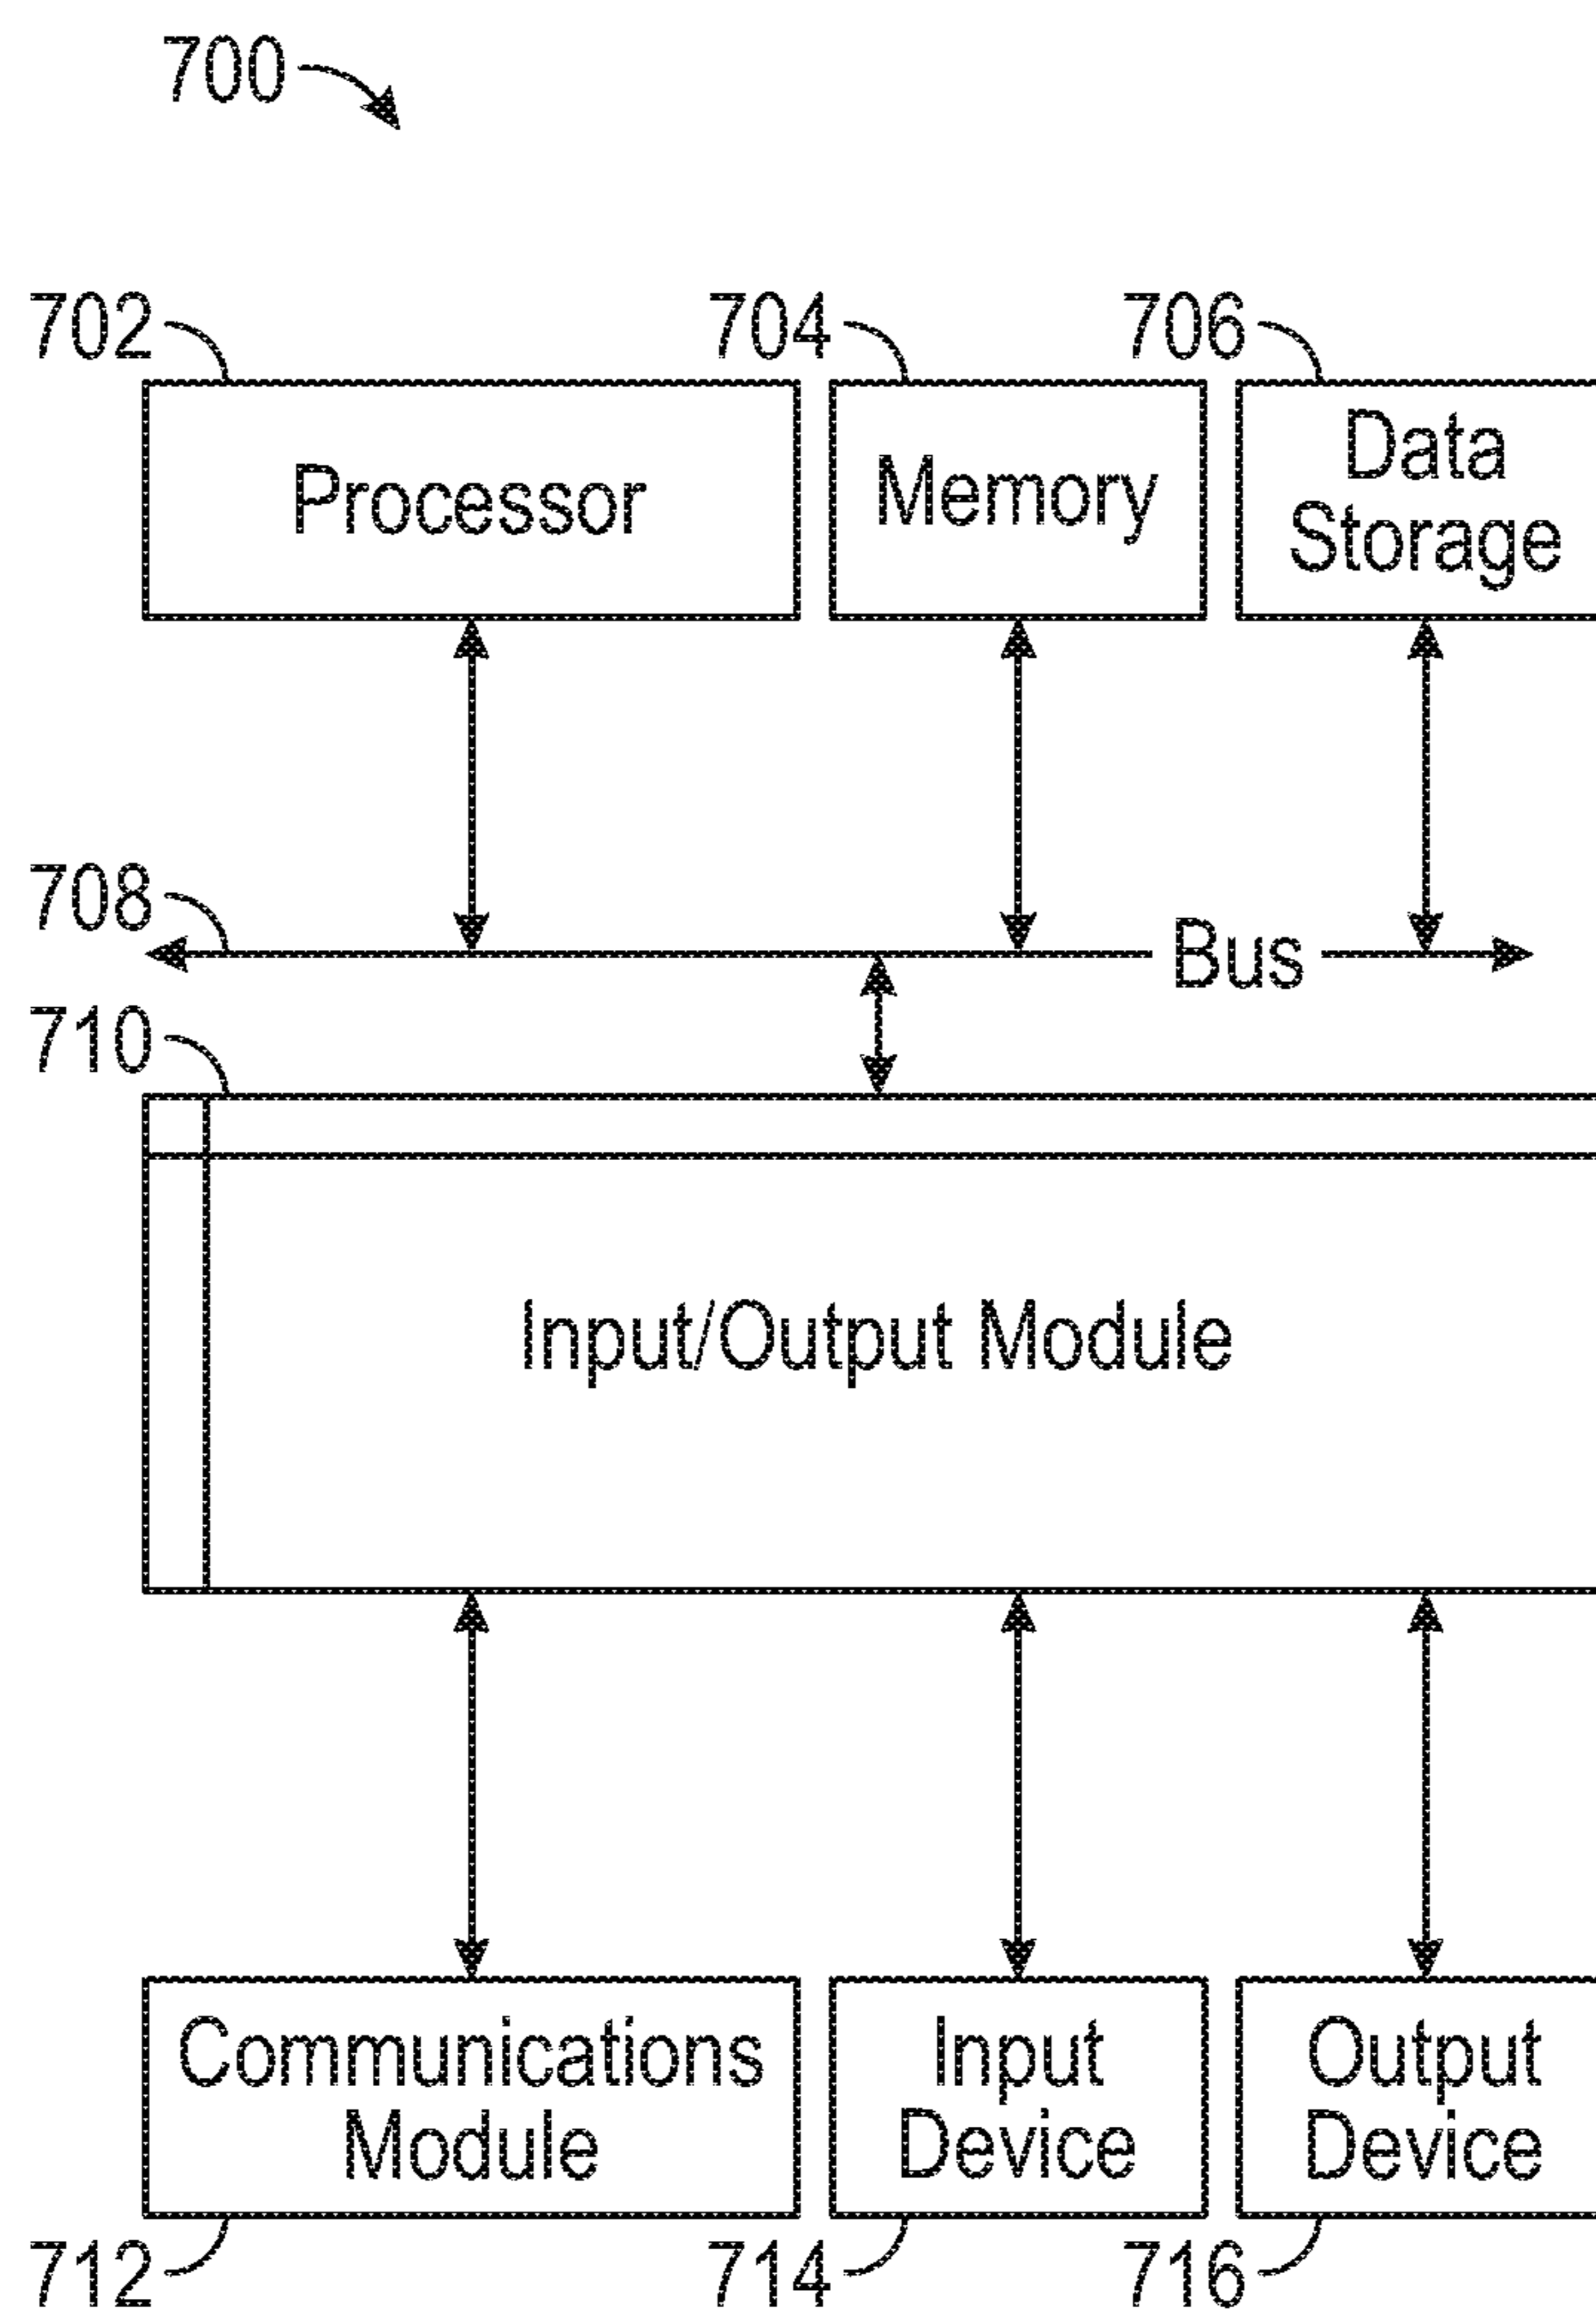 700
702
704
706
Processor
Memory
Data
Storage
708
Bus
710
Input/Output Module
Communications
Module
Input
Device
Output
Device
712
714
716